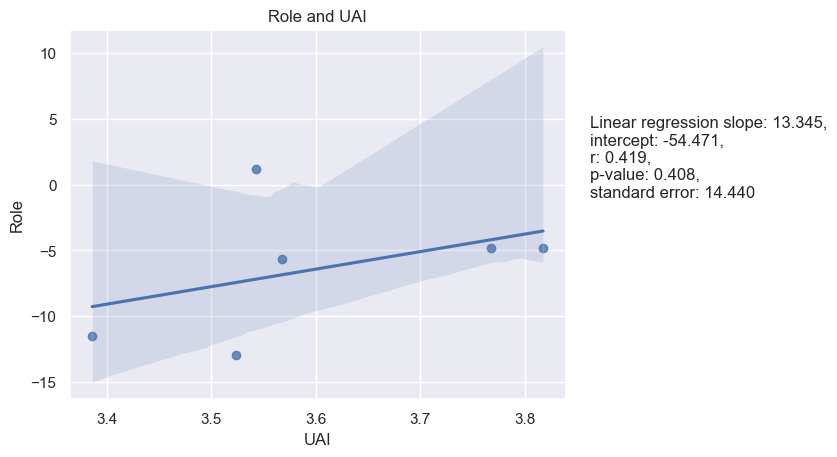 Role and UAI
10
5
0
−5
−10
−15
Role
3.4 3.5 3.6 3.7 3.8
UAI
Linear regression slope: 13.345,
intercept: -54.471,
r: 0.419,
p-value: 0.408,
standard error: 14.440